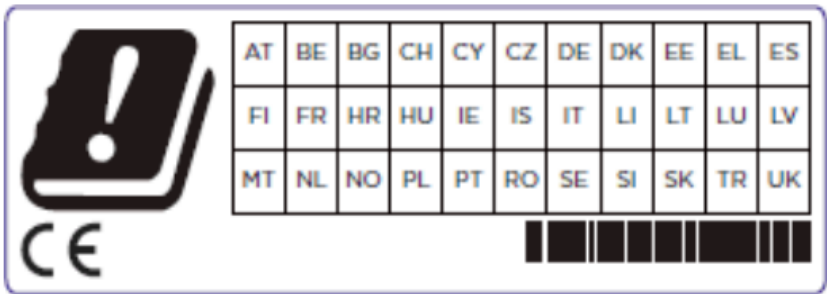 AT BE BG CH CY CZ DE DK EE EL ES
FI FR HR HU IE IS IT LI LT LU LV
MT NL NO PL PT RO SE SI SK TR UK
CE